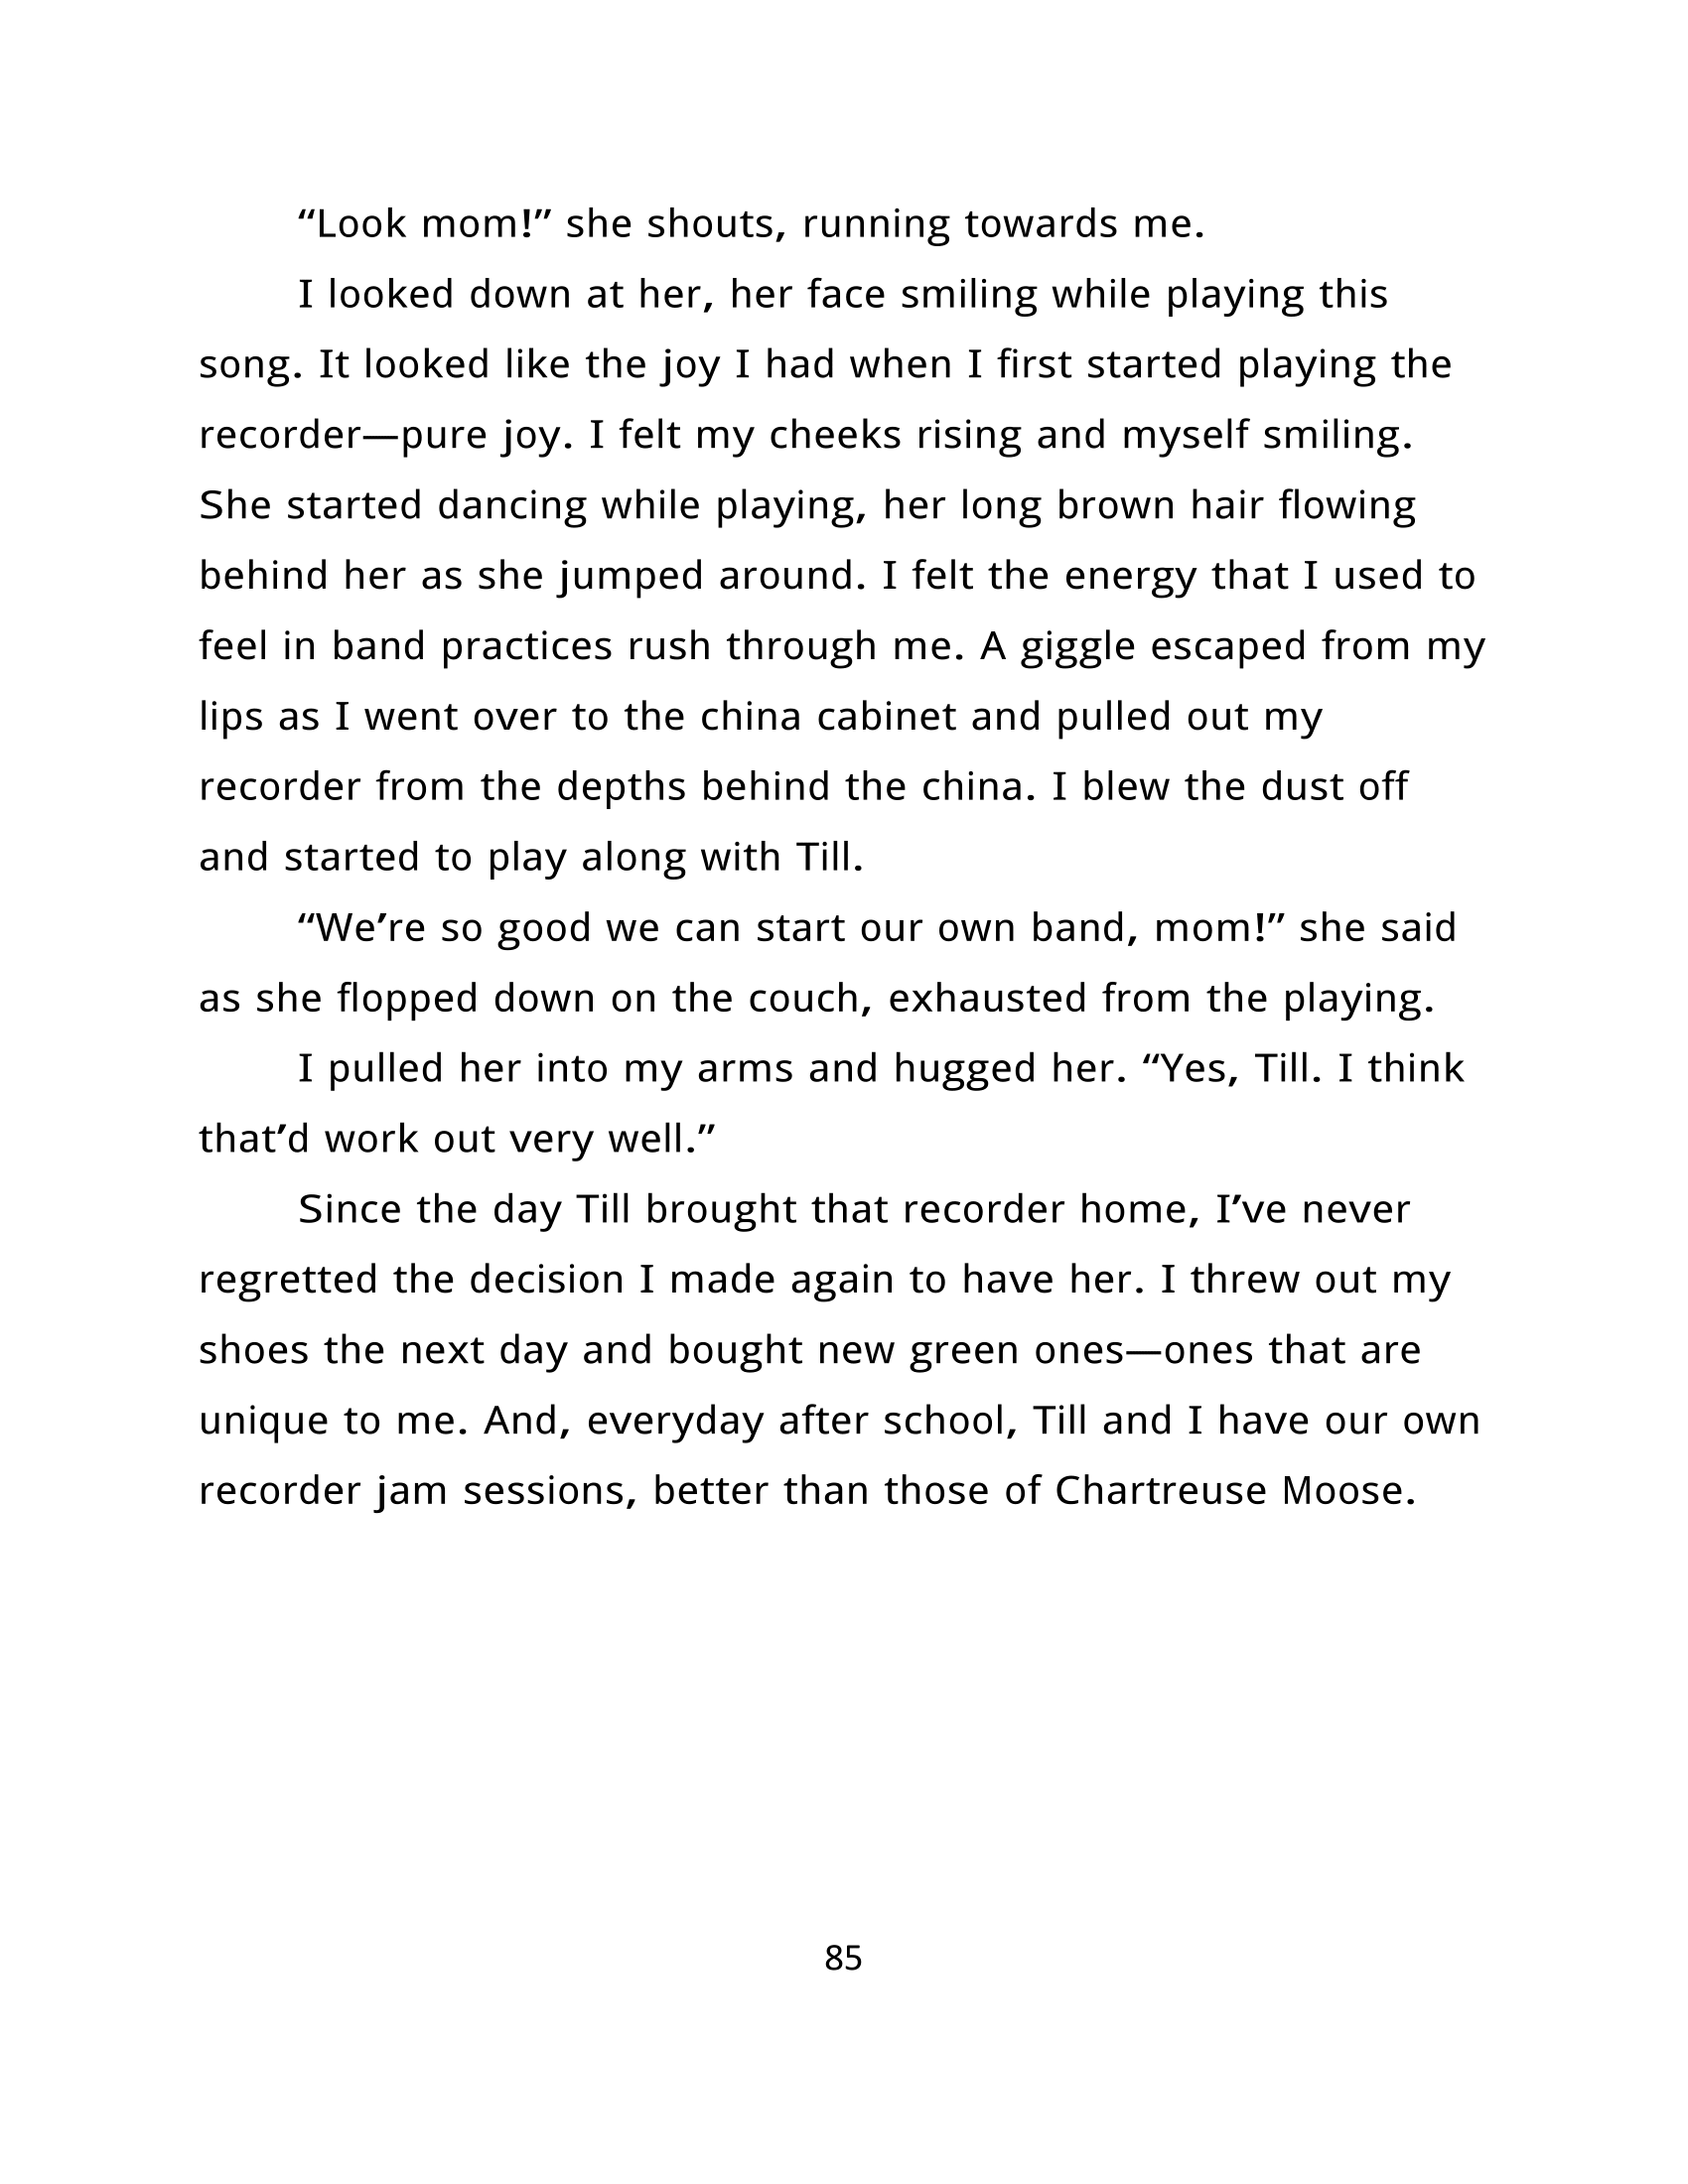 “Look mom!” she shouts, running towards me.
I looked down at her, her face smiling while playing this
song. It looked like the joy I had when I first started playing the
recorder—pure joy. I felt my cheeks rising and myself smiling.
She started dancing while playing, her long brown hair flowing
behind her as she jumped around. I felt the energy that I used to
feel in band practices rush through me. A giggle escaped from my
lips as I went over to the china cabinet and pulled out my
recorder from the depths behind the china. I blew the dust off
and started to play along with Till.
“We’re so good we can start our own band, mom!” she said
as she flopped down on the couch, exhausted from the playing.
I pulled her into my arms and hugged her. “Yes, Till. I think
that’d work out very well.”
Since the day Till brought that recorder home, I’ve never
regretted the decision I made again to have her. I threw out my
shoes the next day and bought new green ones—ones that are
unique to me. And, everyday after school, Till and I have our own
recorder jam sessions, better than those of Chartreuse Moose.
85